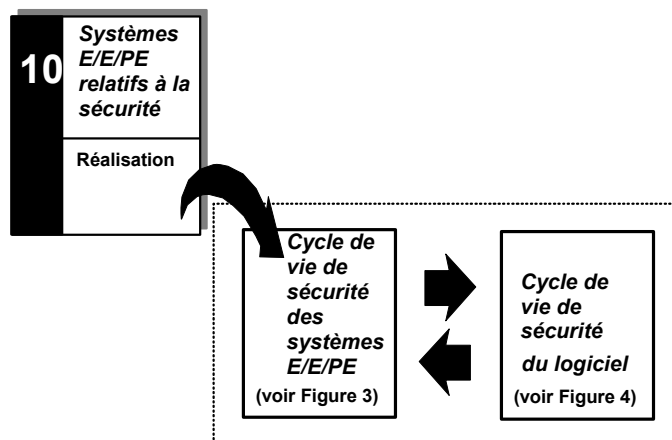 10
Systèmes
E/E/PE
relatifs à la
sécurité
Réalisation
Cycle de
vie de
sécurité
des
systèmes
E/E/PE
(voir Figure 3)
Cycle de
vie de
sécurité
du logiciel
(voir Figure 4)